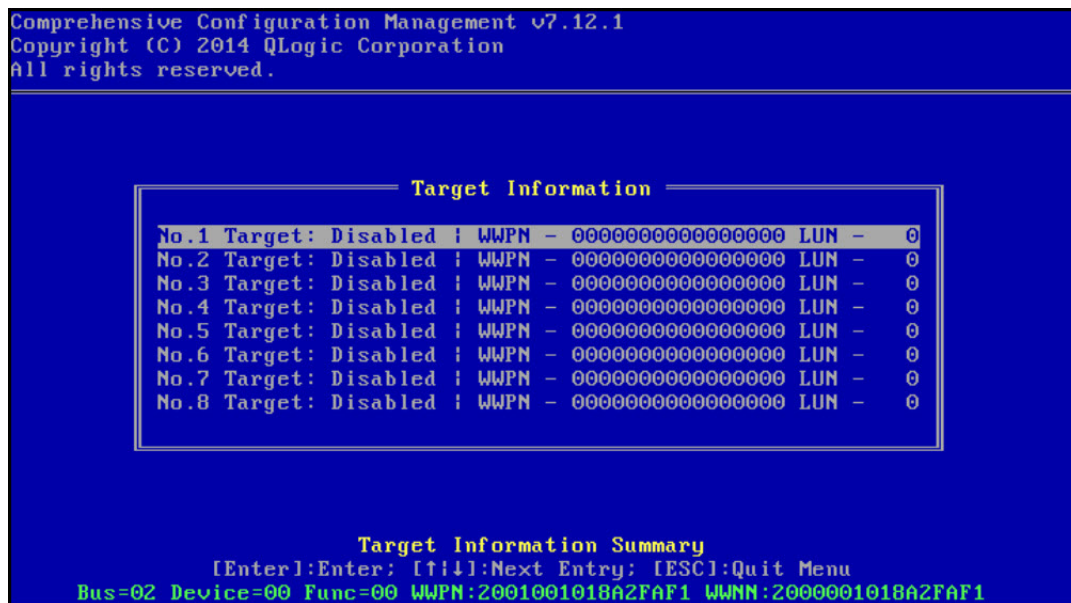 Comprehensive Configuration Management v7.12.1
Copyright (C) 2014 QLogic Corporation
All rights reserved.
Target Information
No.1 Target: Disabled ¦ WWPN - 0000000000000000 LUN - 0
No.2 Target: Disabled ¦ WWPN - 0000000000000000 LUN - 0
No.3 Target: Disabled ¦ WWPN - 0000000000000000 LUN - 0
No.4 Target: Disabled ¦ WWPN - 0000000000000000 LUN - 0
No.5 Target: Disabled ¦ WWPN - 0000000000000000 LUN - 0
No.6 Target: Disabled ¦ WWPN - 0000000000000000 LUN - 0
No.7 Target: Disabled ¦ WWPN - 0000000000000000 LUN - 0
No.8 Target: Disabled ¦ WWPN - 0000000000000000 LUN - 0
Target Information Summary
[Enter]:Enter; [↑¦↓]:Next Entry; [ESC]:Quit Menu
Bus=02 Device=00 Func=00 WWPN:2001001018A2FAF1 WWNN:2000001018A2FAF1